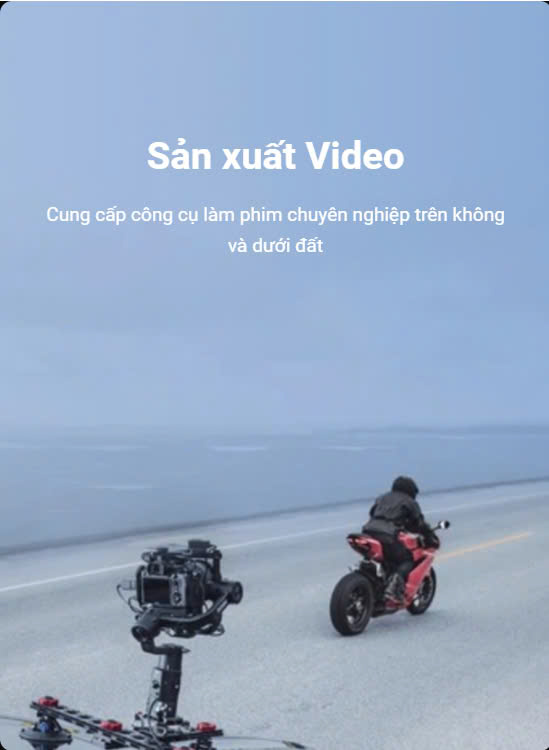 Sản xuất Video
Cung cấp công cụ làm phim chuyên nghiệp trên không
và dưới đất